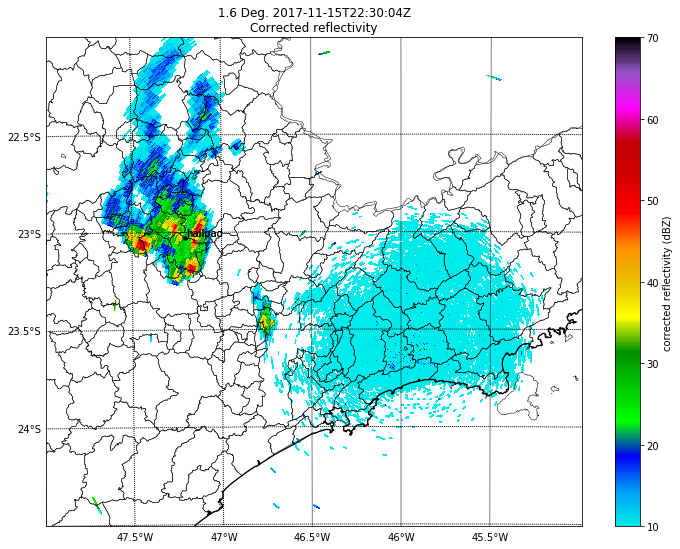 1.6 Deg. 2017-11-15T22:30:04Z
Corrected reflectivity
22.5°S
23°S
23.5°S
24°S
47.5°W
47°W
46.5°W
46°W
45.5°W
70
60
50
40
30
20
10
corrected reflectivity (dBZ)